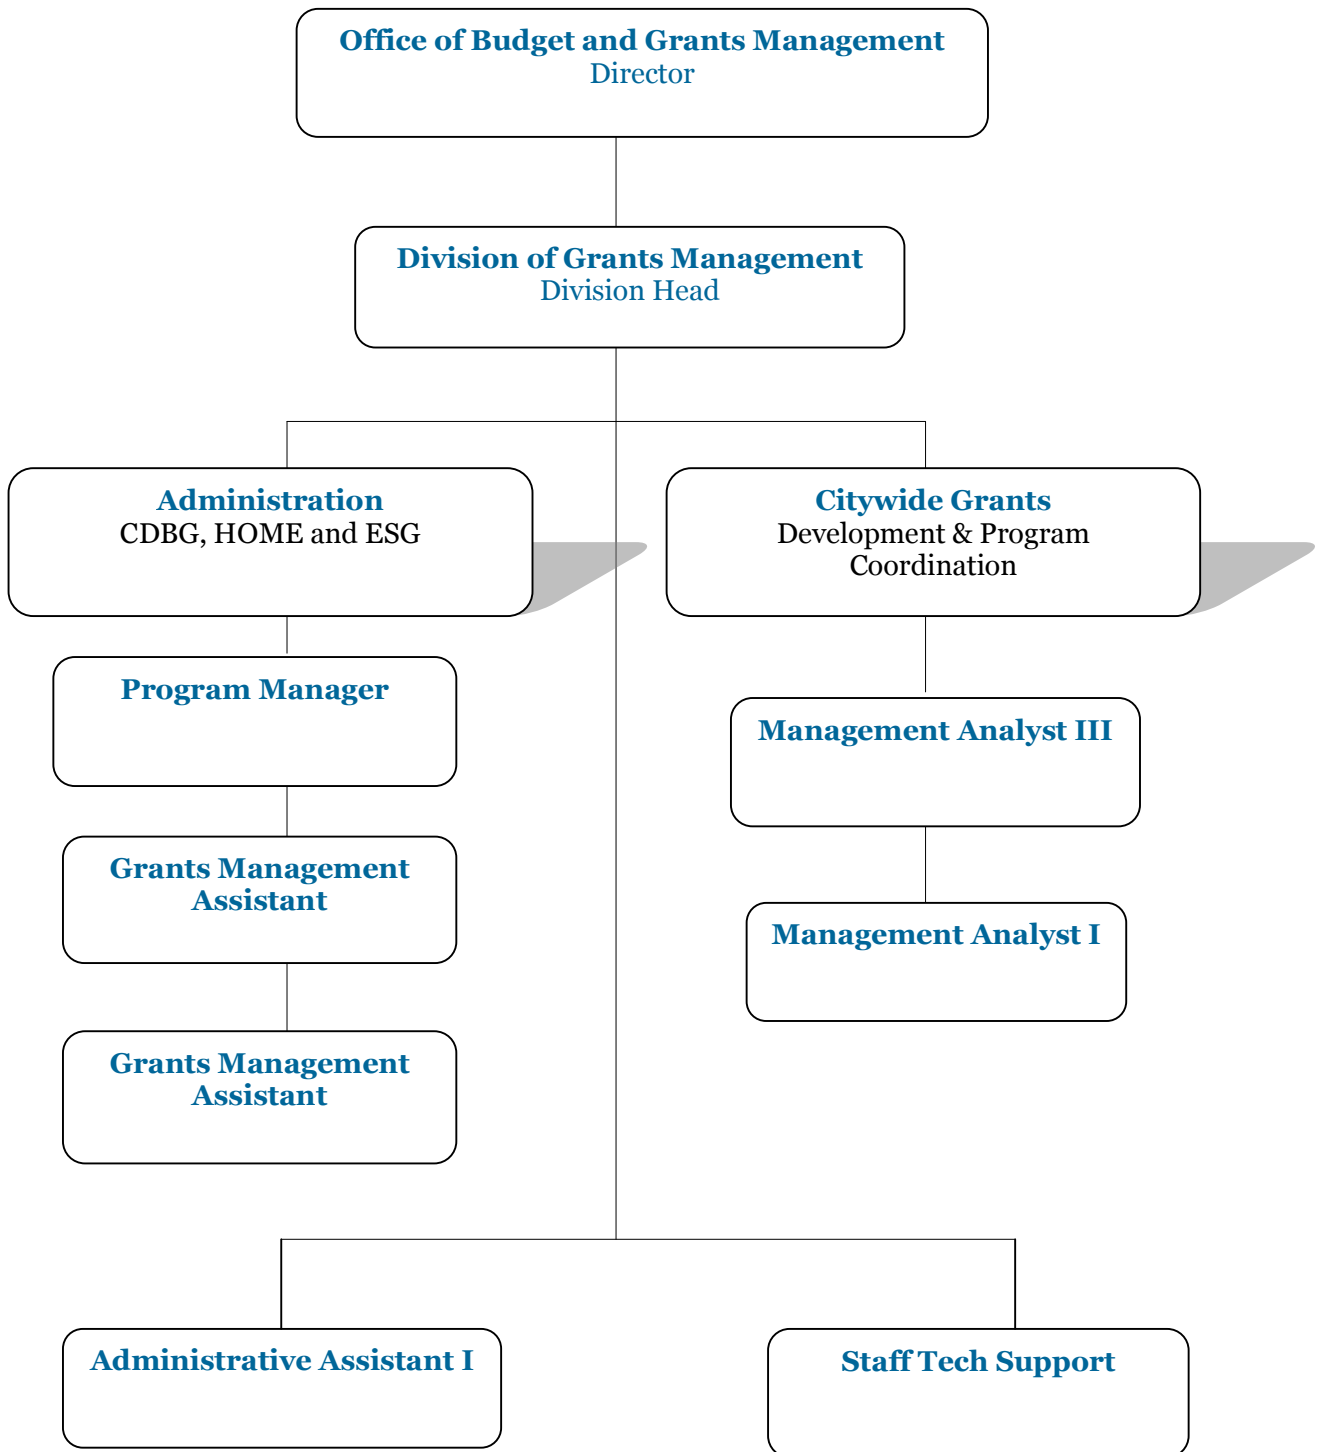 Office of Budget and Grants Management
Director
Division of Grants Management
Division Head
Administration
CDBG, HOME and ESG
Citywide Grants
Development & Program
Coordination
Program Manager
Management Analyst III
Grants Management
Assistant
Management Analyst I
Grants Management
Assistant
Administrative Assistant I
Staff Tech Support